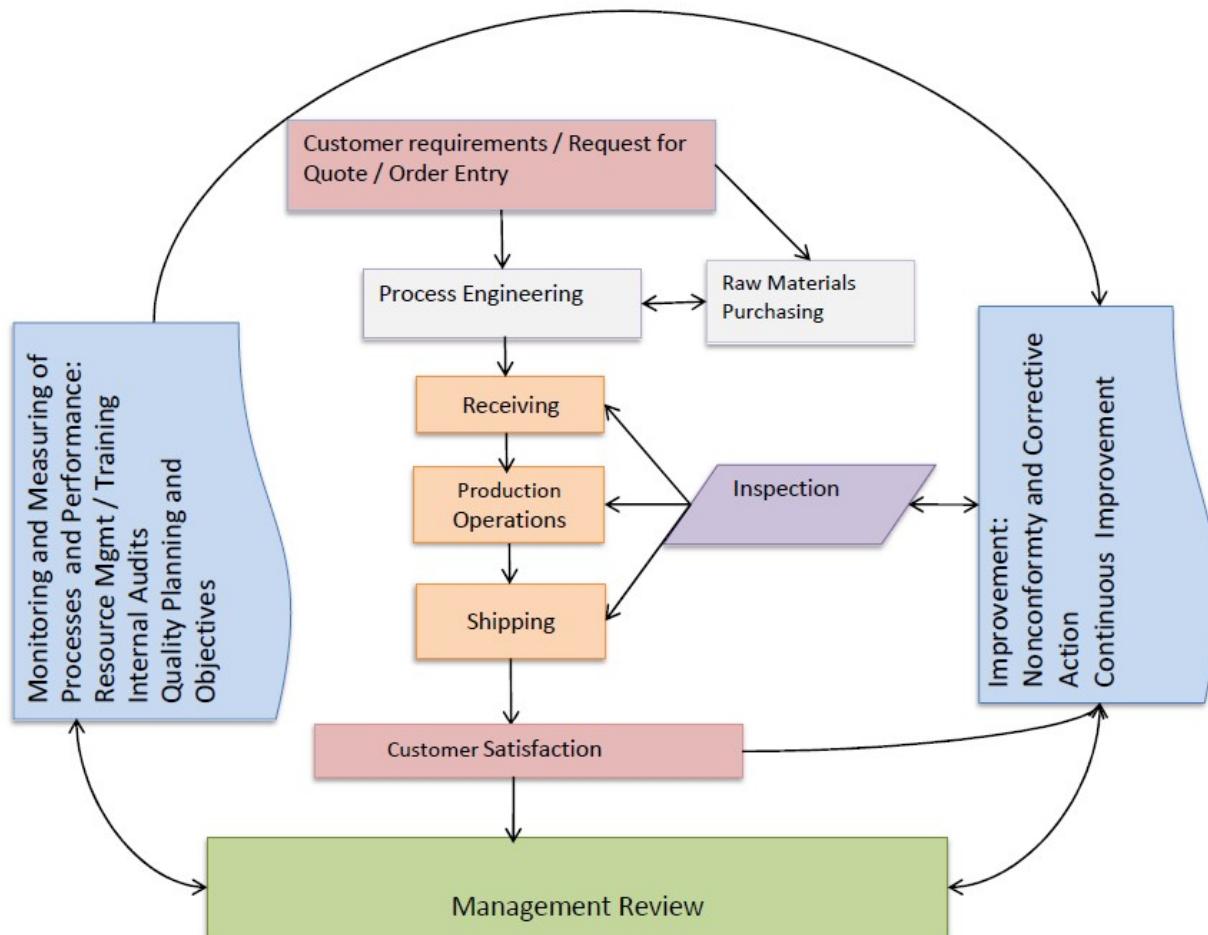 Customer requirements / Request for
Quote / Order Entry
Process Engineering
Raw Materials
Purchasing
Monitoring and Measuring of
Processes and Performance:
Resource Mgmt / Training
Internal Audits
Quality Planning and
Objectives
Receiving
Production
Operations
Inspection
Shipping
Improvement:
Nonconformty and Corrective
Action
Continuous Improvement
Customer Satisfaction
Management Review